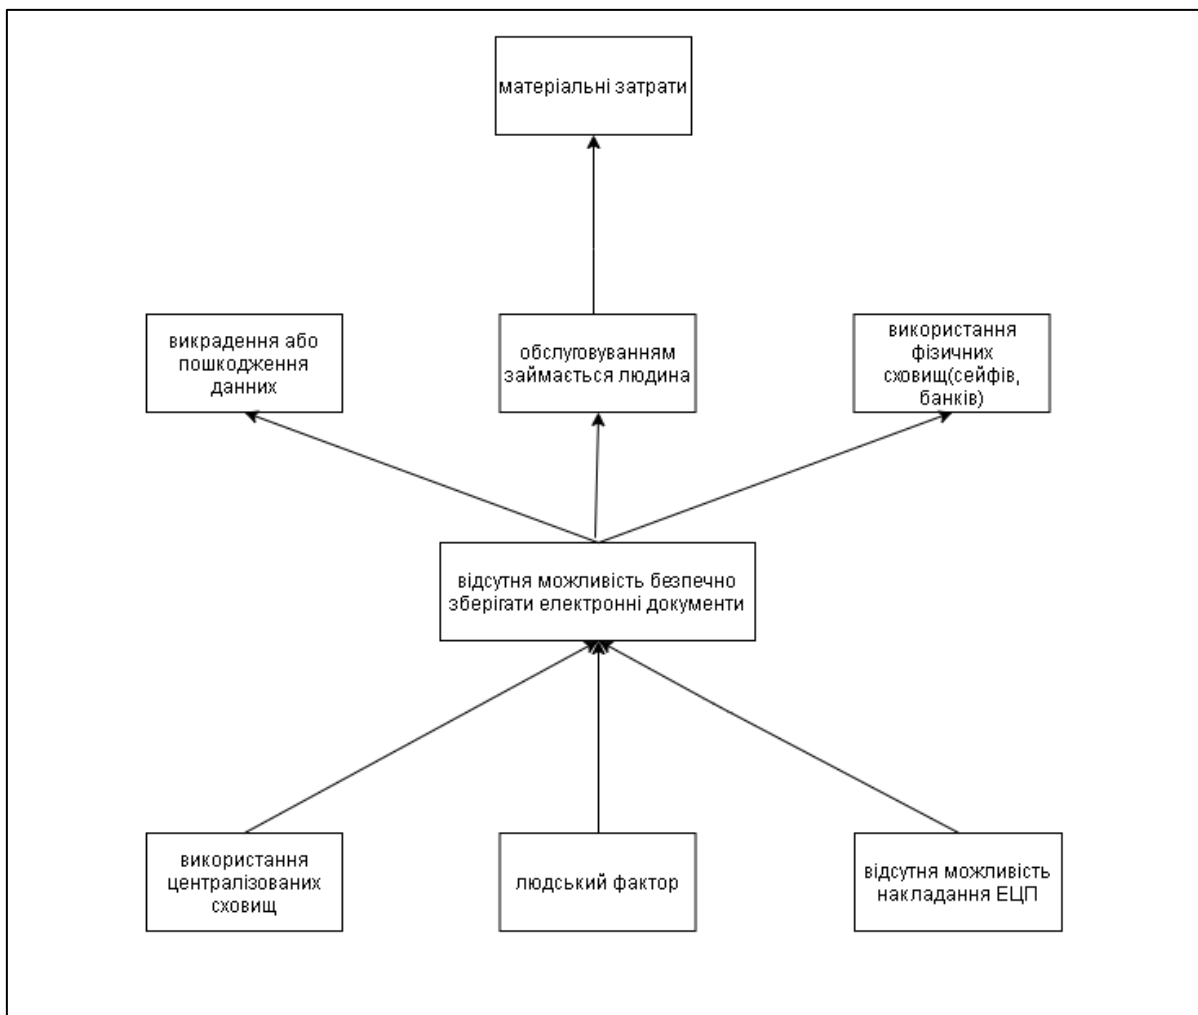 матеріальні затрати
викрадення або
пошкодження
данних
обслуговуванням
займається людина
використання
фізичних
сховищ(сейфів,
банків)
відсутня можливість безпечно
зберігати електронні документи
використання
централізованих
сховищ
людський фактор
відсутня можливість
накладання ЕЦП